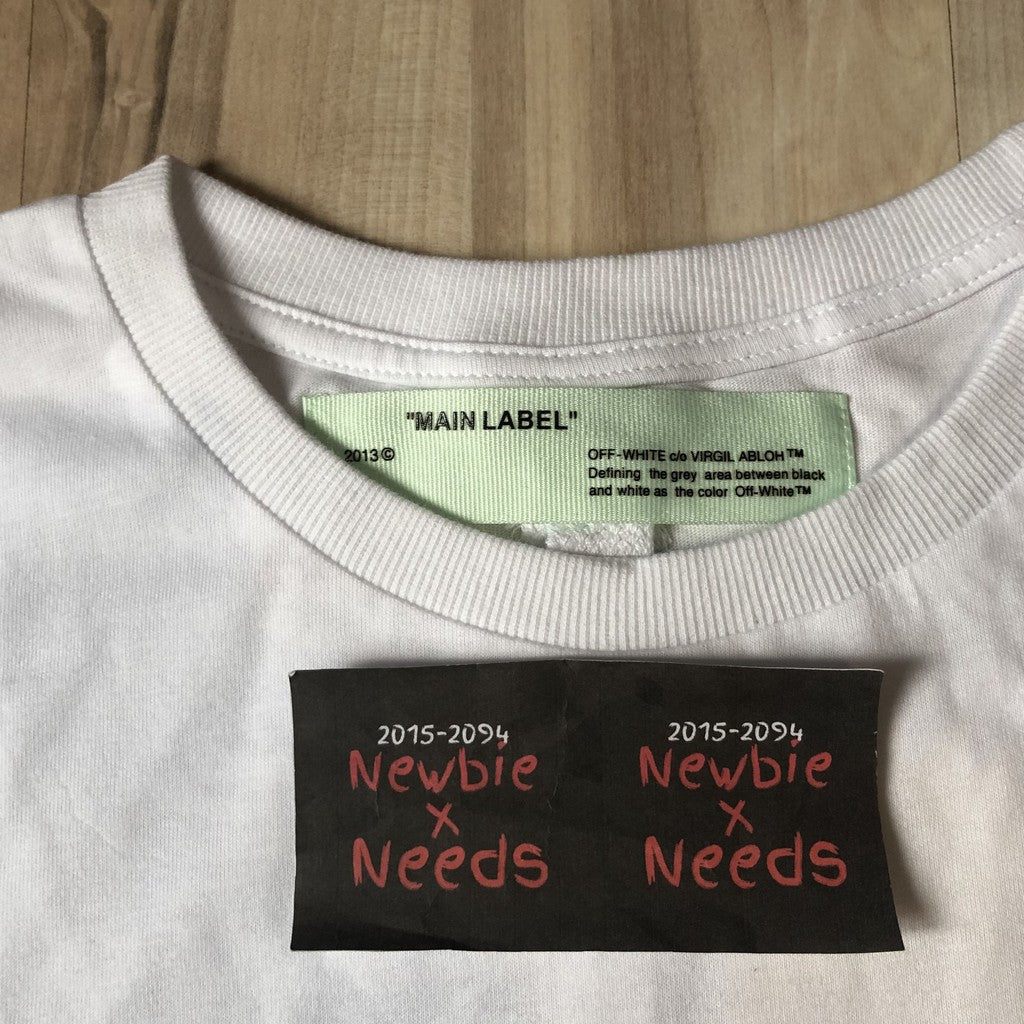 "MAIN LABEL"
2013©
OFF-WHITE c/o VIRGIL ABLOH™
Defining the grey area between black
and white as the color Off-White™
2015-2094
Newbie
x
Needs
2015-2094
Newbie
x
Needs